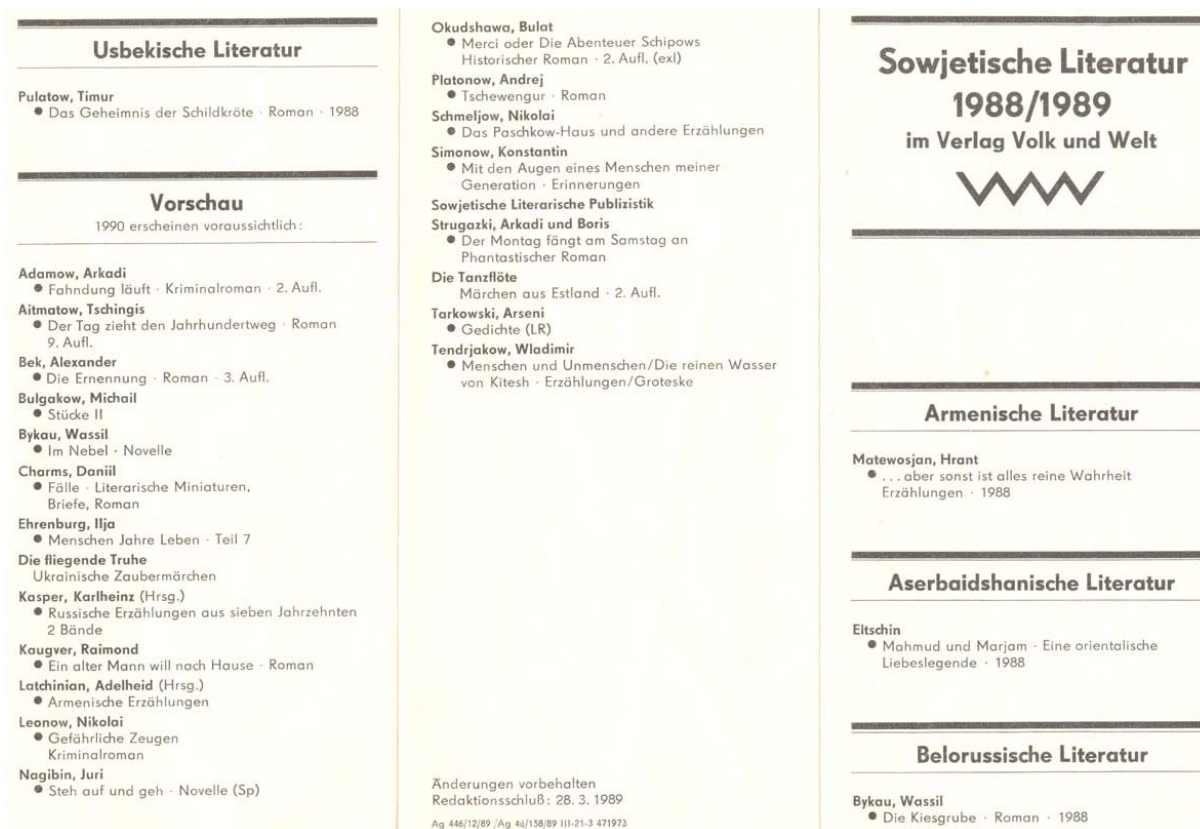 Usbekische Literatur
Pulatow, Timur
● Das Geheimnis der Schildkröte · Roman · 1988
Vorschau
1990 erscheinen voraussichtlich:
Adamow, Arkadi
● Fahndung läuft · Kriminalroman · 2. Aufl.
Aitmatow, Tschingis
● Der Tag zieht den Jahrhundertweg · Roman
9. Aufl.
Bek, Alexander
● Die Ernennung · Roman · 3. Aufl.
Bulgakow, Michail
● Stücke II
Bykau, Wassil
● Im Nebel · Novelle
Charms, Daniil
● Fälle · Literarische Miniaturen,
Briefe, Roman
Ehrenburg, Ilja
● Menschen Jahre Leben · Teil 7
Die fliegende Truhe
Ukrainische Zaubermärchen
Kasper, Karlheinz (Hrsg.)
● Russische Erzählungen aus sieben Jahrzehnten
2 Bände
Kaugver, Raimond
● Ein alter Mann will nach Hause · Roman
Latchinian, Adelheid (Hrsg.)
● Armenische Erzählungen
Leonow, Nikolai
● Gefährliche Zeugen
Kriminalroman
Nagibin, Juri
● Steh auf und geh · Novelle (Sp)
Okudshawa, Bulat
● Merci oder Die Abenteuer Schipows
Historischer Roman · 2. Aufl. (exl)
Platonow, Andrej
● Tschewengur · Roman
Schmeljow, Nikolai
● Das Paschkow-Haus und andere Erzählungen
Simonow, Konstantin
● Mit den Augen eines Menschen meiner
Generation · Erinnerungen
Sowjetische Literarische Publizistik
Strugazki, Arkadi und Boris
● Der Montag fängt am Samstag an
Phantastischer Roman
Die Tanzflöte
Märchen aus Estland · 2. Aufl.
Tarkowski, Arseni
● Gedichte (LR)
Tendrjakow, Wladimir
● Menschen und Unmenschen/Die reinen Wasser
von Kitesh · Erzählungen/Groteske
Änderungen vorbehalten
Redaktionsschluß: 28. 3. 1989
Ag 446/12/89 /Ag 46/158/89 III-21-3 471973
Sowjetische Literatur
1988/1989
im Verlag Volk und Welt
Armenische Literatur
Matewosjan, Hrant
● ... aber sonst ist alles reine Wahrheit
Erzählungen · 1988
Aserbaidshanische Literatur
Eltschin
● Mahmud und Marjam · Eine orientalische
Liebeslegende · 1988
Belorussische Literatur
Bykau, Wassil
● Die Kiesgrube · Roman · 1988